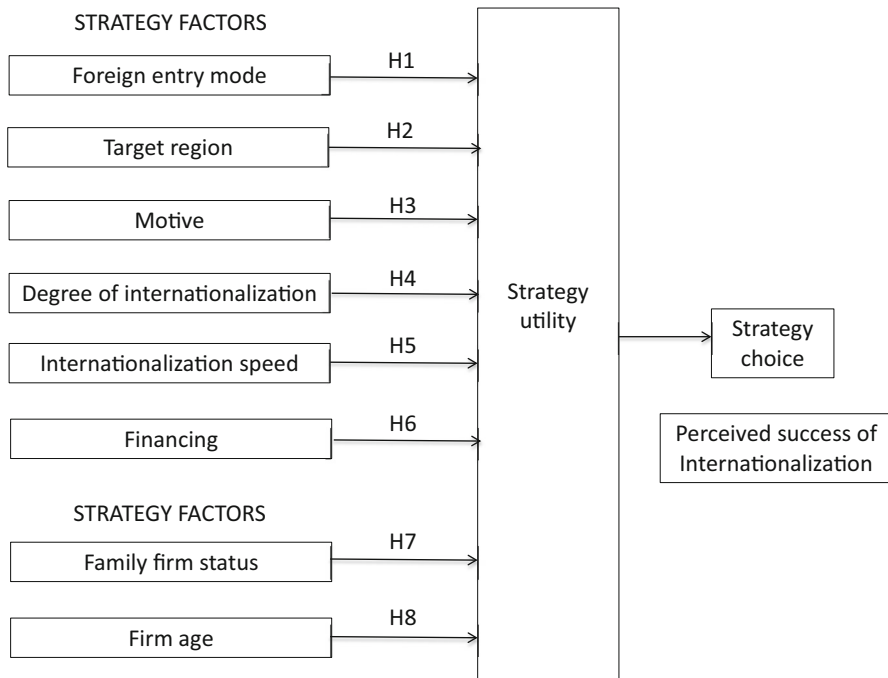 STRATEGY FACTORS
Foreign entry mode
H1
Target region
H2
Motive
H3
Degree of internationalization
H4
Internationalization speed
H5
Financing
H6
STRATEGY FACTORS
Family firm status
H7
Firm age
H8
Strategy
utility
Strategy
choice
Perceived success of
Internationalization